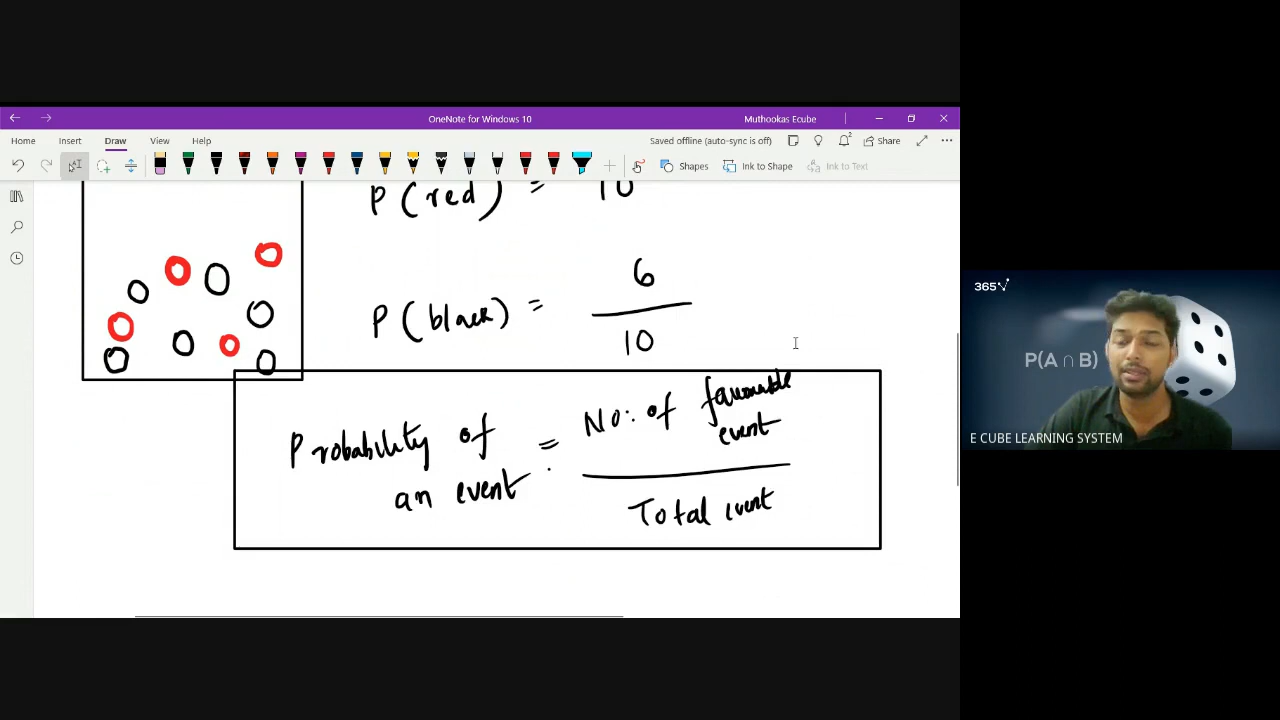 OneNote for Windows 10
Muthookas Ecube
Home Insert Draw View Help
Saved offline (auto-sync is off)
Share
Shapes
Ink to Shape
Ink to Text
P(red) = 10
P(black) = 6
10
Probability of an event = No: of favourable event
Total event
365
P(A ∩ B)
E CUBE LEARNING SYSTEM